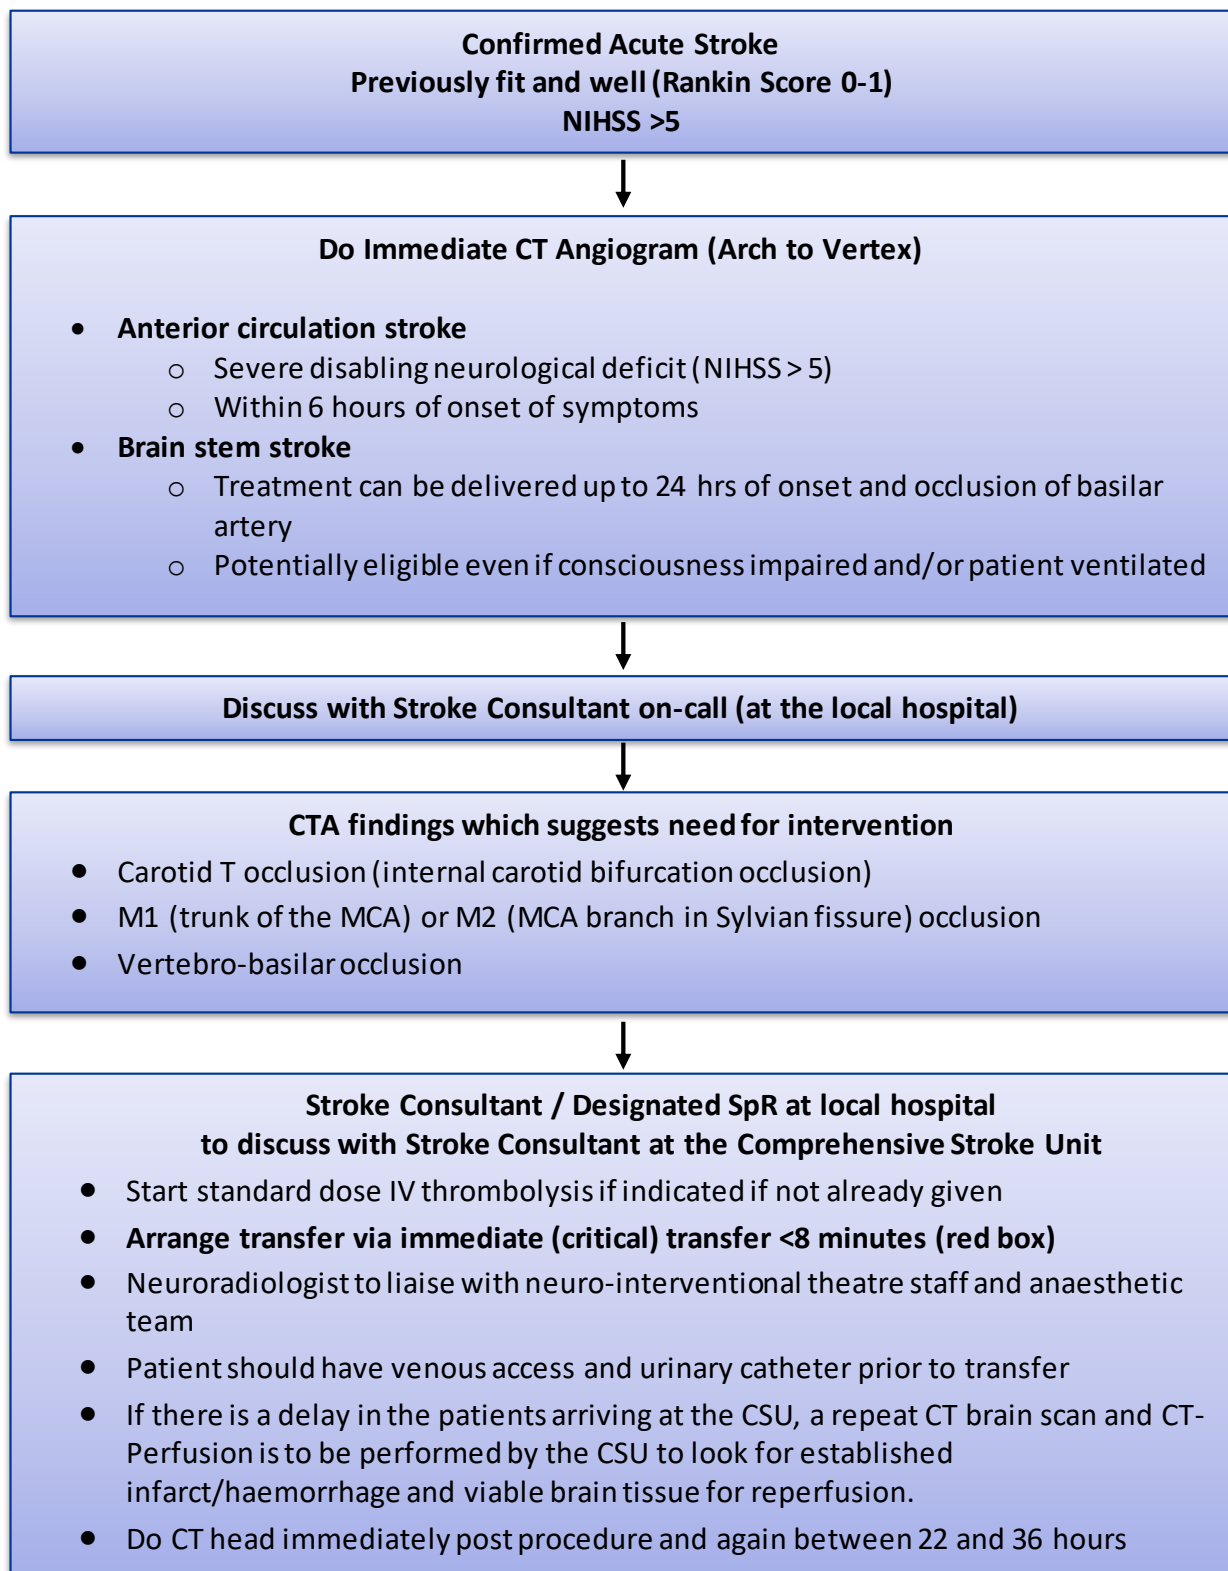 Confirmed Acute Stroke
Previously fit and well (Rankin Score 0-1)
NIHSS >5
Do Immediate CT Angiogram (Arch to Vertex)
• Anterior circulation stroke
o Severe disabling neurological deficit (NIHSS > 5)
o Within 6 hours of onset of symptoms
• Brain stem stroke
o Treatment can be delivered up to 24 hrs of onset and occlusion of basilar
artery
o Potentially eligible even if consciousness impaired and/or patient ventilated
Discuss with Stroke Consultant on-call (at the local hospital)
CTA findings which suggests need for intervention
• Carotid T occlusion (internal carotid bifurcation occlusion)
• M1 (trunk of the MCA) or M2 (MCA branch in Sylvian fissure) occlusion
• Vertebro-basilar occlusion
Stroke Consultant / Designated SpR at local hospital
to discuss with Stroke Consultant at the Comprehensive Stroke Unit
• Start standard dose IV thrombolysis if indicated if not already given
• Arrange transfer via immediate (critical) transfer <8 minutes (red box)
• Neuroradiologist to liaise with neuro-interventional theatre staff and anaesthetic
team
• Patient should have venous access and urinary catheter prior to transfer
• If there is a delay in the patients arriving at the CSU, a repeat CT brain scan and CT-
Perfusion is to be performed by the CSU to look for established
infarct/haemorrhage and viable brain tissue for reperfusion.
• Do CT head immediately post procedure and again between 22 and 36 hours